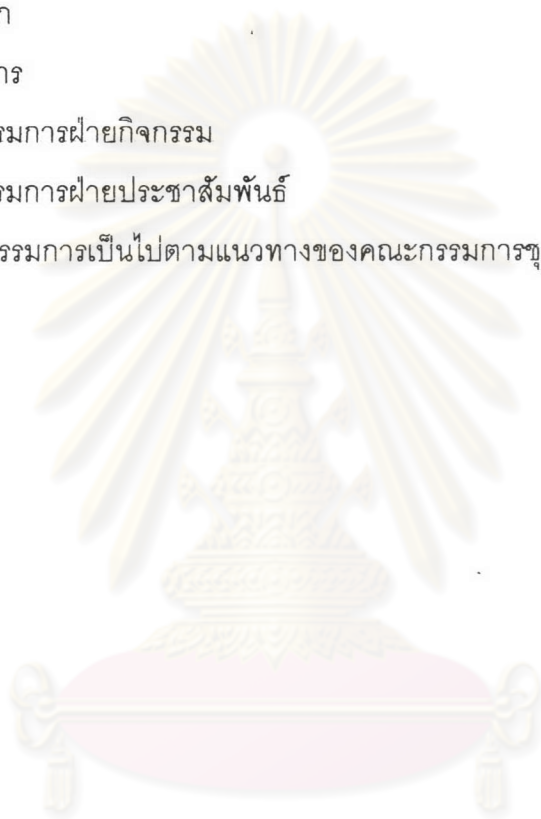 า
าร
รมการฝ่ายกิจกรรม
รมการฝ่ายประชาสัมพันธ์
รรมการเป็นไปตามแนวทางของคณะกรรมการชุ